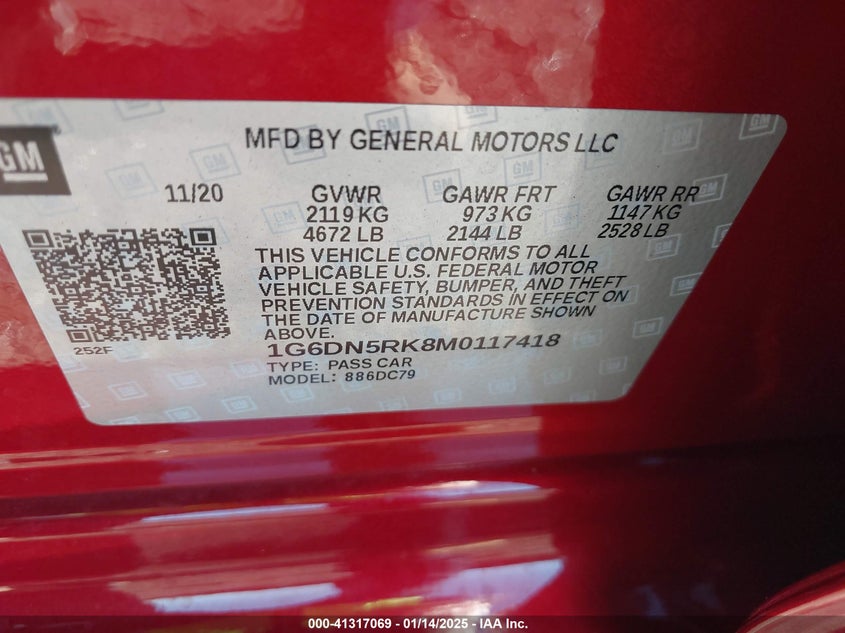 GM
MFD BY GENERAL MOTORS LLC
11/20 GVWR GAWR FRT GAWR RR
2119 KG 973 KG 1147 KG
4672 LB 2144 LB 2528 LB
THIS VEHICLE CONFORMS TO ALL
APPLICABLE U.S. FEDERAL MOTOR
VEHICLE SAFETY, BUMPER, AND THEFT
PREVENTION STANDARDS IN EFFECT ON
THE DATE OF MANUFACTURE SHOWN
ABOVE.
252F
1G6DN5RK8M0117418
TYPE: PASS CAR
MODEL: 886DC79
000-41317069 — 01/14/2025 - IAA Inc.